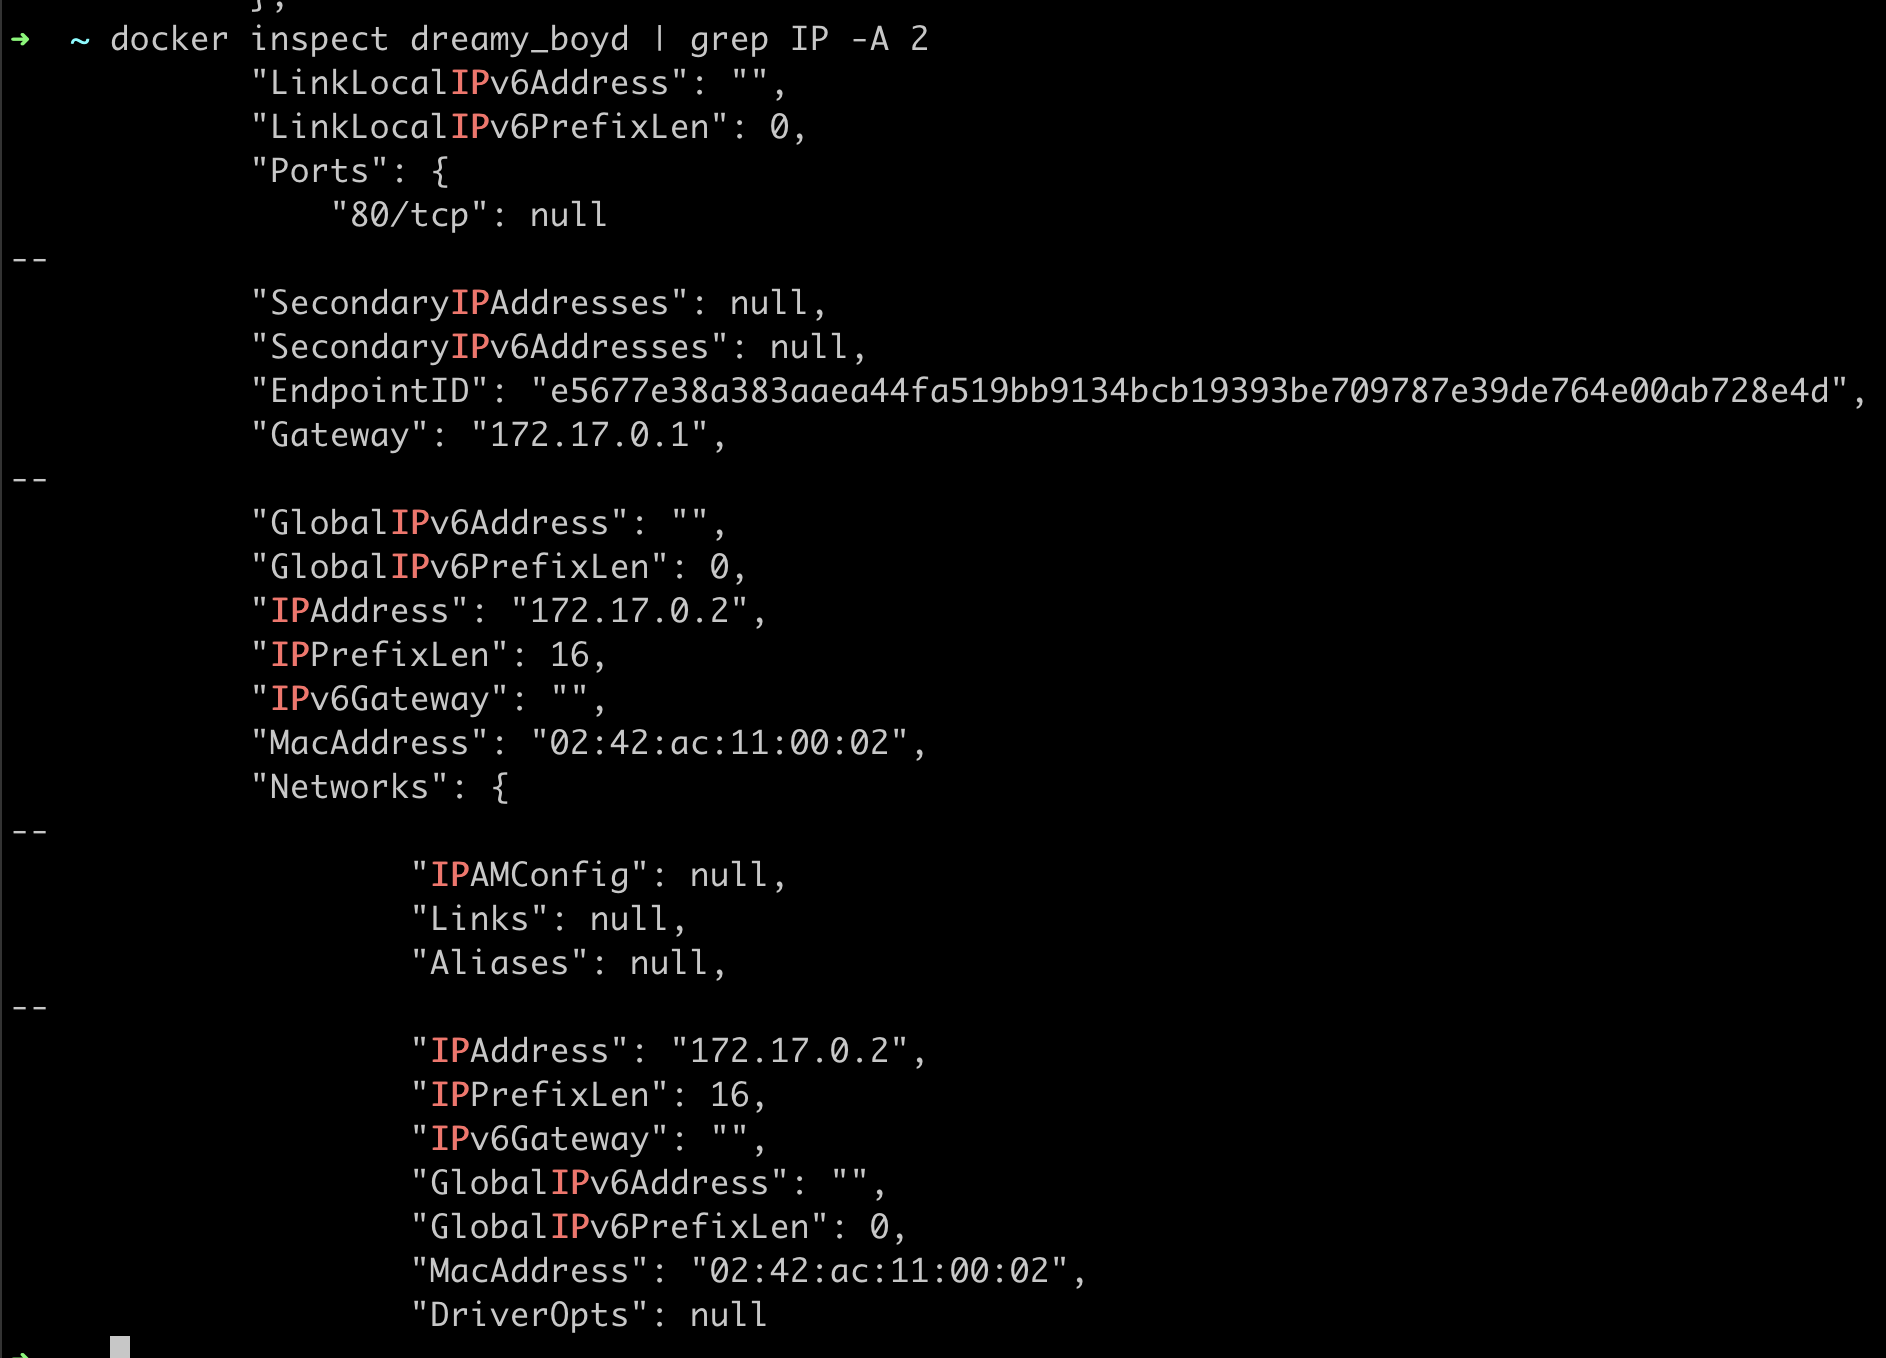 },
➜  ~ docker inspect dreamy_boyd | grep IP -A 2
            "LinkLocalIPv6Address": "",
            "LinkLocalIPv6PrefixLen": 0,
            "Ports": {
                "80/tcp": null
--
            "SecondaryIPAddresses": null,
            "SecondaryIPv6Addresses": null,
            "EndpointID": "e5677e38a383aaea44fa519bb9134bcb19393be709787e39de764e00ab728e4d",
            "Gateway": "172.17.0.1",
--
            "GlobalIPv6Address": "",
            "GlobalIPv6PrefixLen": 0,
            "IPAddress": "172.17.0.2",
            "IPPrefixLen": 16,
            "IPv6Gateway": "",
            "MacAddress": "02:42:ac:11:00:02",
            "Networks": {
--
                    "IPAMConfig": null,
                    "Links": null,
                    "Aliases": null,
--
                    "IPAddress": "172.17.0.2",
                    "IPPrefixLen": 16,
                    "IPv6Gateway": "",
                    "GlobalIPv6Address": "",
                    "GlobalIPv6PrefixLen": 0,
                    "MacAddress": "02:42:ac:11:00:02",
                    "DriverOpts": null
➜